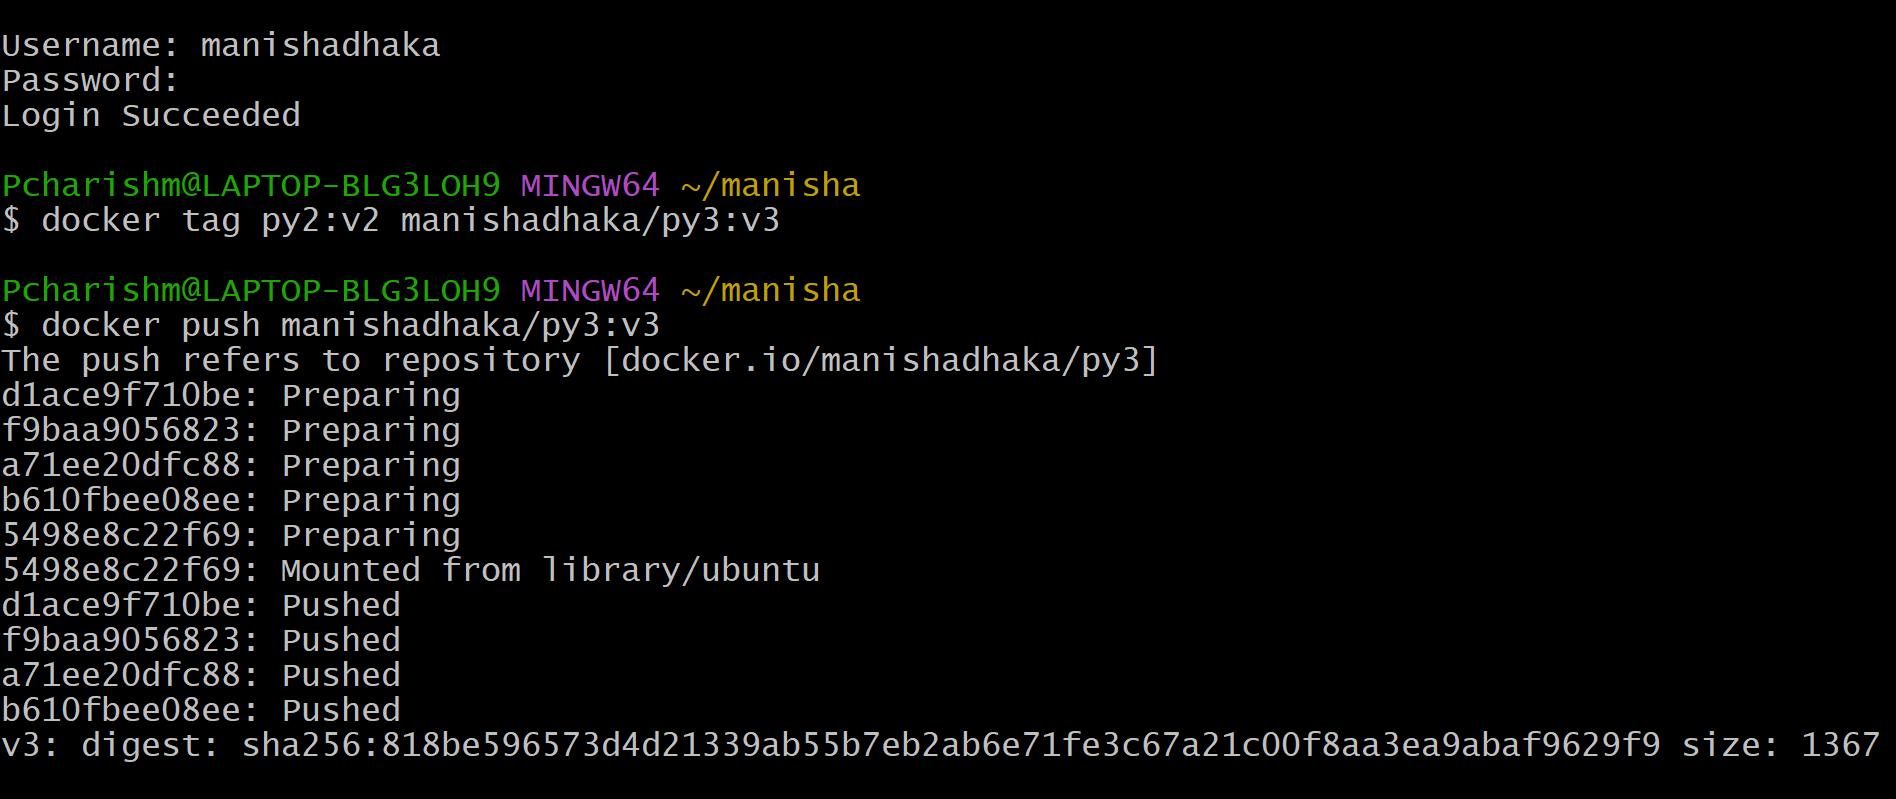 Username: manishadhaka
Password:
Login Succeeded
Pcharishm@LAPTOP-BLG3LOH9 MINGW64 ~/manisha
$ docker tag py2:v2 manishadhaka/py3:v3
Pcharishm@LAPTOP-BLG3LOH9 MINGW64 ~/manisha
$ docker push manishadhaka/py3:v3
The push refers to repository [docker.io/manishadhaka/py3]
d1ace9f710be: Preparing
f9baa9056823: Preparing
a71ee20dfc88: Preparing
b610fbee08ee: Preparing
5498e8c22f69: Preparing
5498e8c22f69: Mounted from library/ubuntu
d1ace9f710be: Pushed
f9baa9056823: Pushed
a71ee20dfc88: Pushed
b610fbee08ee: Pushed
v3: digest: sha256:818be596573d4d21339ab55b7eb2ab6e71fe3c67a21c00f8aa3ea9abaf9629f9 size: 1367